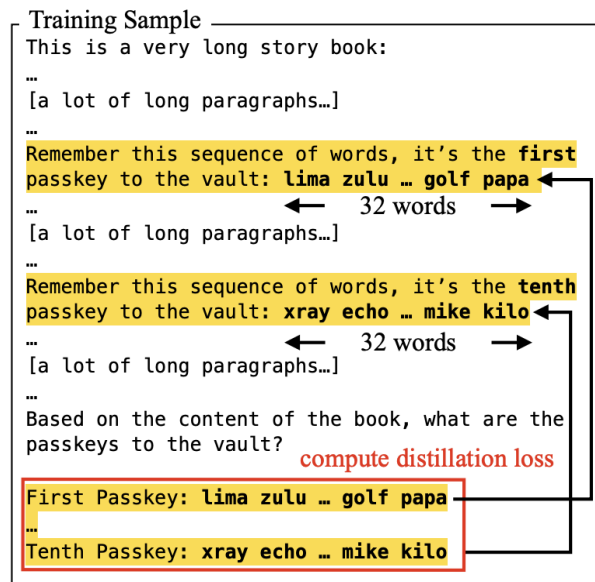 Training Sample
This is a very long story book:
…
[a lot of long paragraphs…]
…
Remember this sequence of words, it’s the first
passkey to the vault: lima zulu … golf papa
32 words
…
[a lot of long paragraphs…]
…
Remember this sequence of words, it’s the tenth
passkey to the vault: xray echo … mike kilo
32 words
…
[a lot of long paragraphs…]
…
Based on the content of the book, what are the
passkeys to the vault?
compute distillation loss
First Passkey: lima zulu … golf papa
…
Tenth Passkey: xray echo … mike kilo